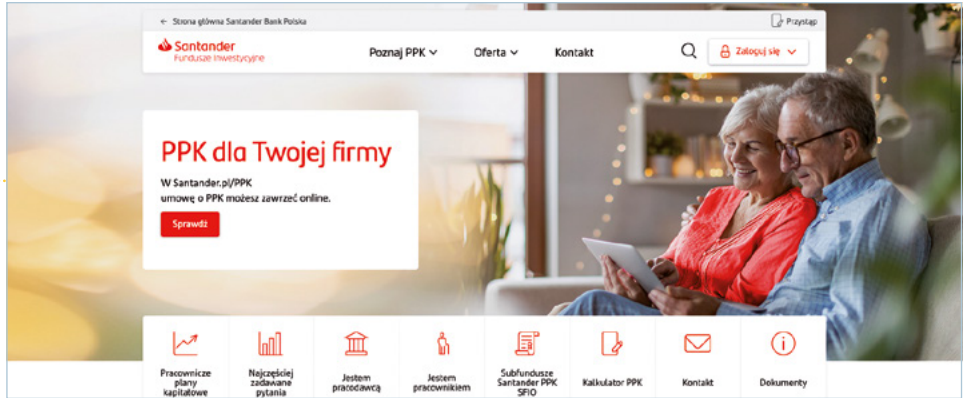 ← Strona główna Santander Bank Polska
Przystąp
Santander
Fundusze Inwestycyjne
Poznaj PPK
Oferta
Kontakt
Zaloguj się
PPK dla Twojej firmy
W Santander.pl/PPK
umowę o PPK możesz zawrzeć online.
Sprawdź
Pracownicze
plany
kapitałowe
Najczęściej
zadawane
pytania
Jestem
pracodawcą
Jestem
pracownikiem
Subfundusze
Santander PPK
SFIO
Kalkulator PPK
Kontakt
Dokumenty